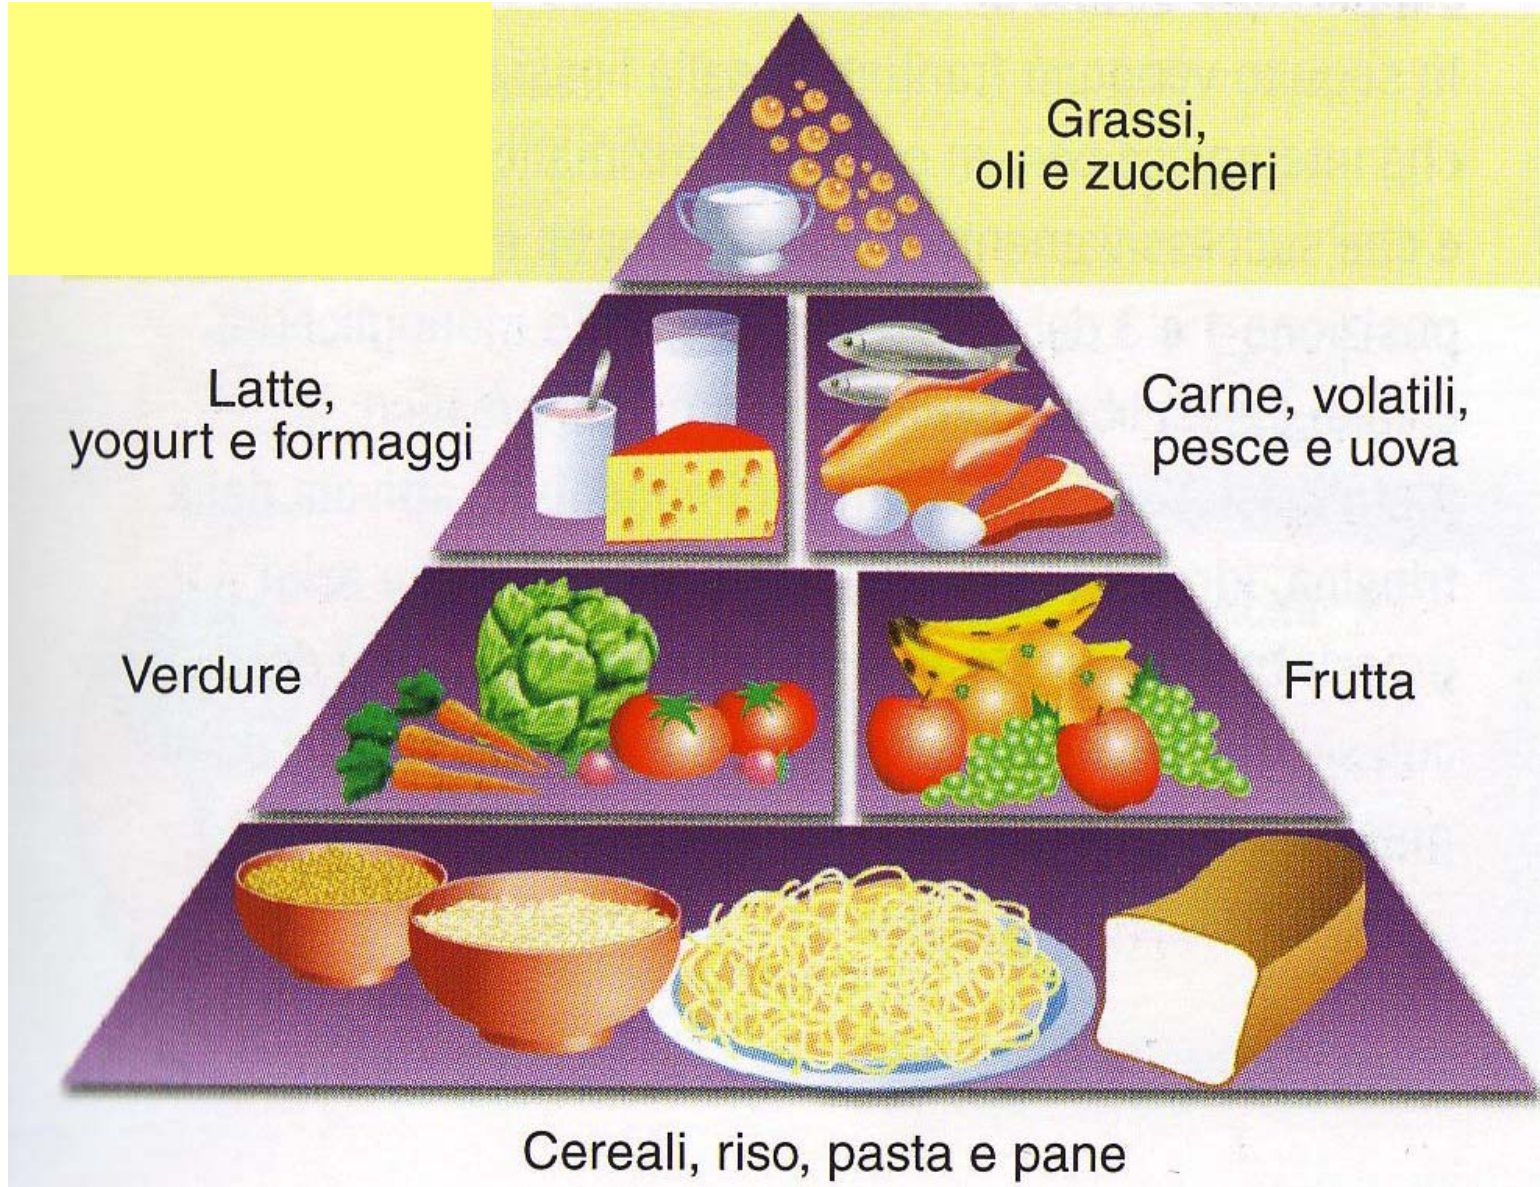 Grassi,
oli e zuccheri
Latte,
yogurt e formaggi
Carne, volatili,
pesce e uova
Verdure
Frutta
Cereali, riso, pasta e pane